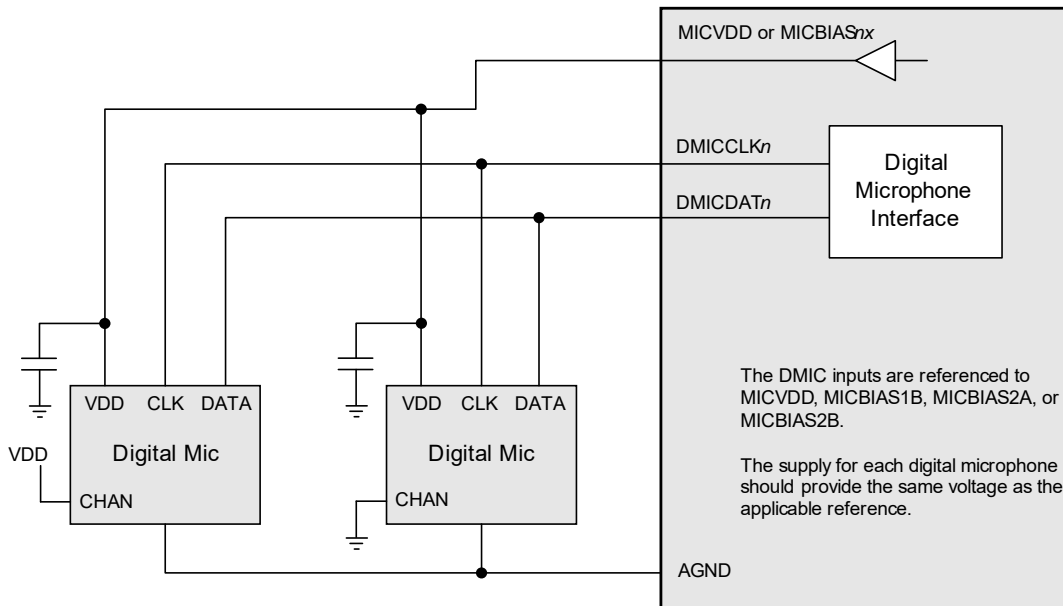 MICVDD or MICBIASnx
DMICCLKn
DMICDATn
Digital
Microphone
Interface
VDD CLK DATA
Digital Mic
VDD
CHAN
VDD CLK DATA
Digital Mic
CHAN
The DMIC inputs are referenced to
MICVDD, MICBIAS1B, MICBIAS2A, or
MICBIAS2B.
The supply for each digital microphone
should provide the same voltage as the
applicable reference.
AGND